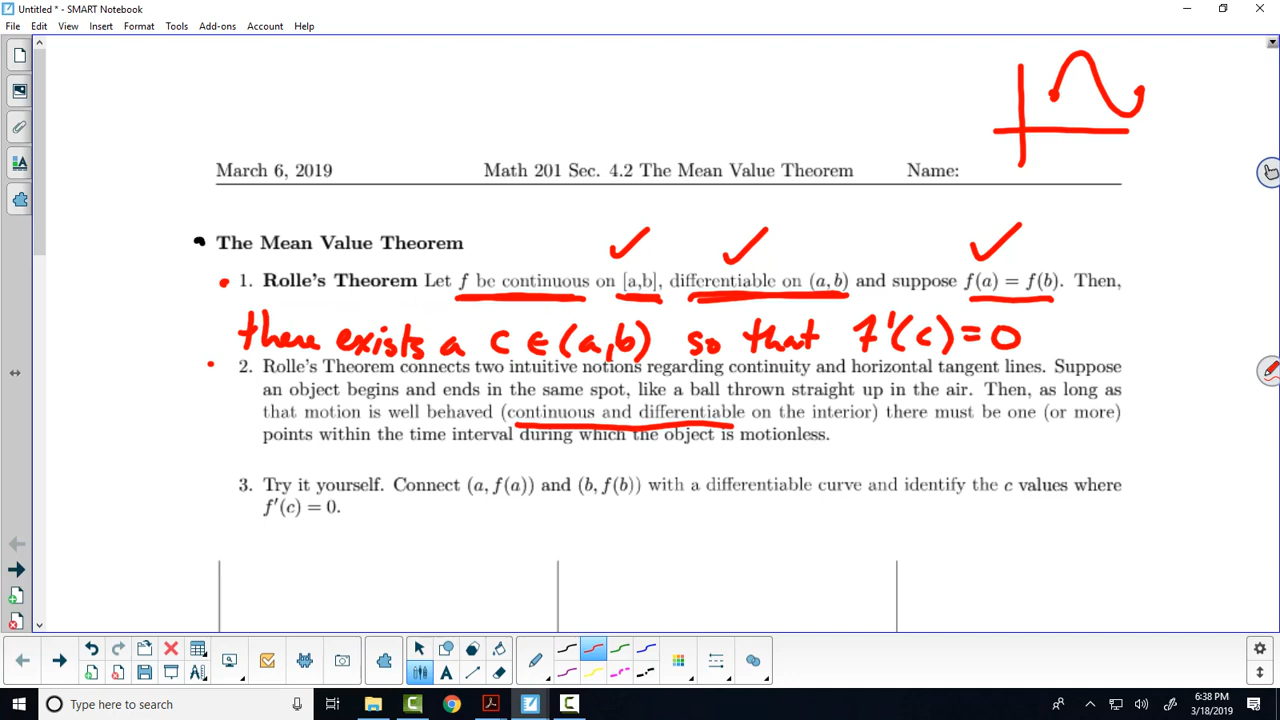 Untitled * - SMART Notebook
File Edit View Insert Format Tools Add-ons Account Help
March 6, 2019 Math 201 Sec. 4.2 The Mean Value Theorem Name:
The Mean Value Theorem
1. Rolle's Theorem Let f be continuous on [a,b], differentiable on (a, b) and suppose f(a) = f(b). Then,
there exists a c ∈ (a,b) so that f'(c) = 0
2. Rolle's Theorem connects two intuitive notions regarding continuity and horizontal tangent lines. Suppose
an object begins and ends in the same spot, like a ball thrown straight up in the air. Then, as long as
that motion is well behaved (continuous and differentiable on the interior) there must be one (or more)
points within the time interval during which the object is motionless.
3. Try it yourself. Connect (a, f(a)) and (b, f(b)) with a differentiable curve and identify the c values where
f'(c) = 0.
Type here to search
6:38 PM
3/18/2019